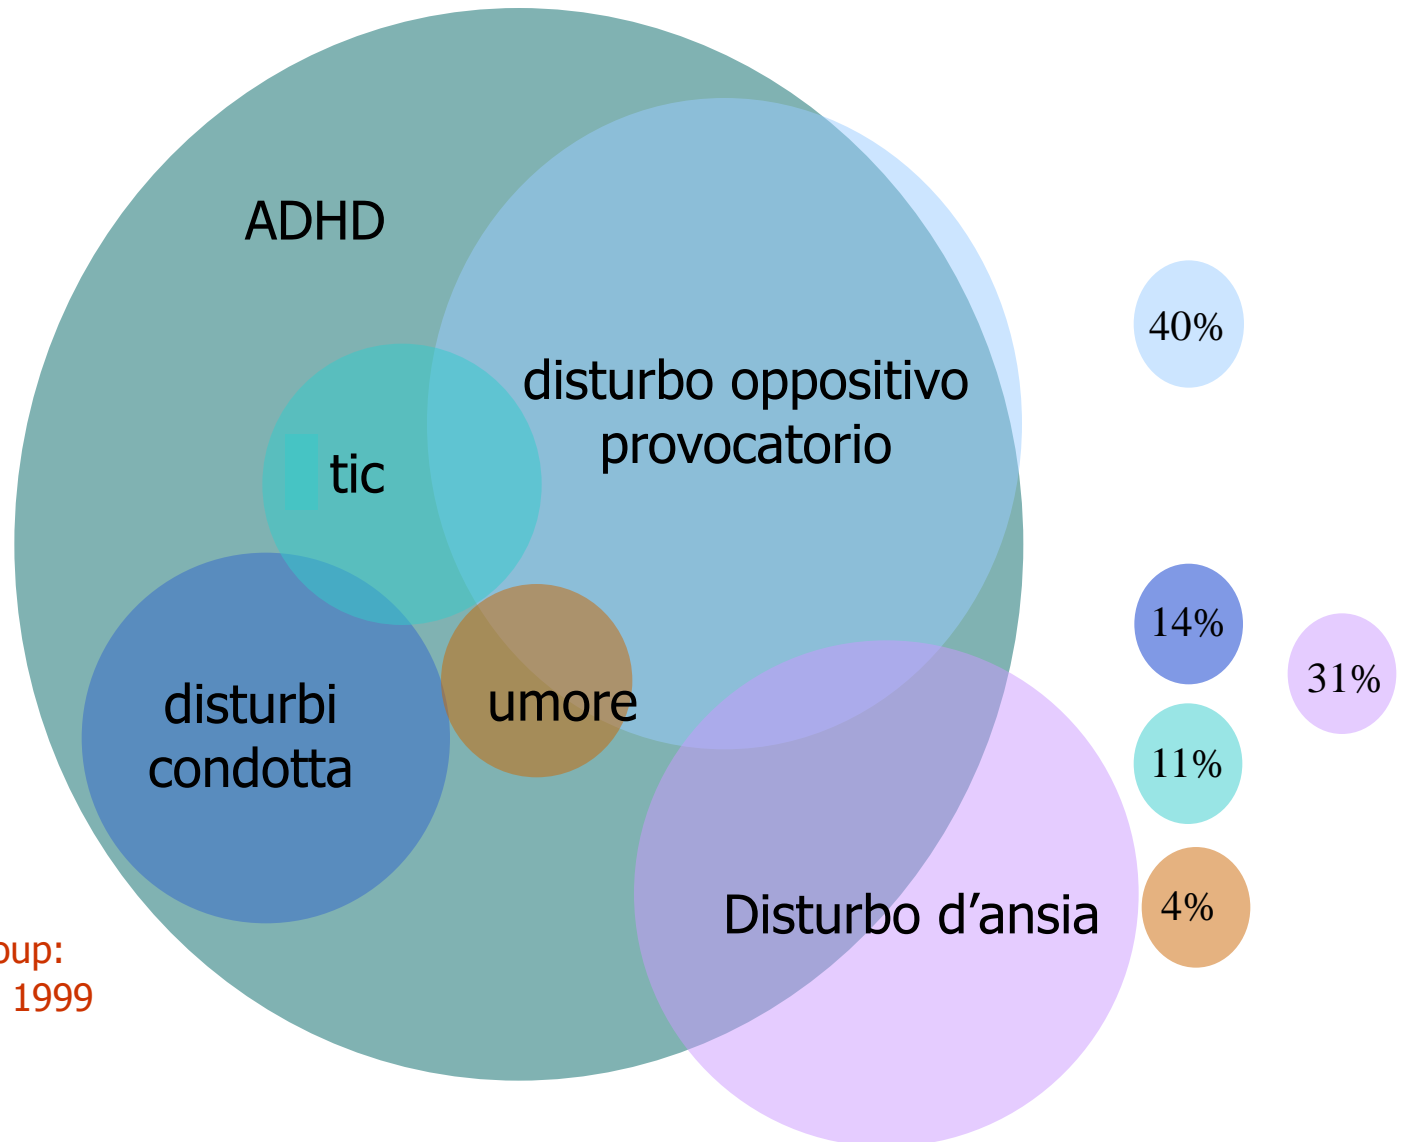 ADHD
disturbo oppositivo
provocatorio
tic
disturbi
condotta
umore
Disturbo d’ansia
40%
14%
31%
11%
4%
oup:
1999